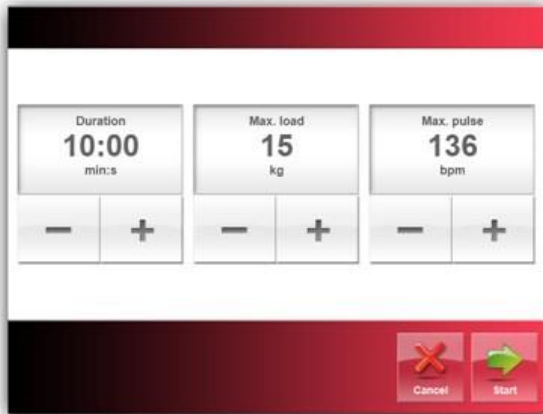 Duration
10:00
min:s
− +
Max. load
15
kg
− +
Max. pulse
136
bpm
− +
Cancel
Start